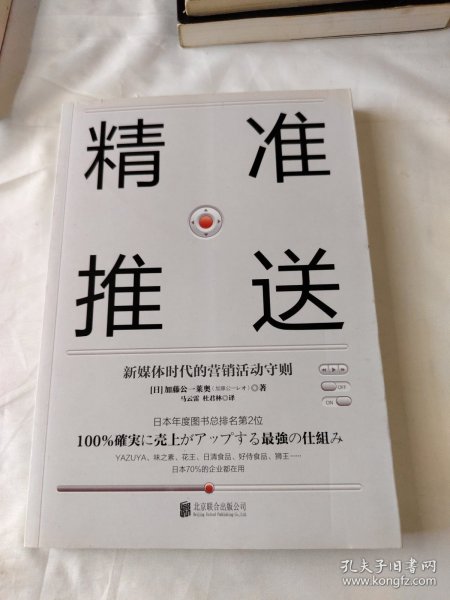 精 准
推 送
新媒体时代的营销活动守则
[日]加藤公一莱奥(加藤公一レオ)◎著
马云雷 杜君林◎译
OFF
ON
日本年度图书总排名第2位
100%確実に売上がアップする最強の仕組み
YAZUYA、味之素、花王、日清食品、好侍食品、狮王……
日本70%的企业都在用
北京联合出版公司
Beijing United Publishing Co.,Ltd.
孔夫子旧书网
www.kongfz.com